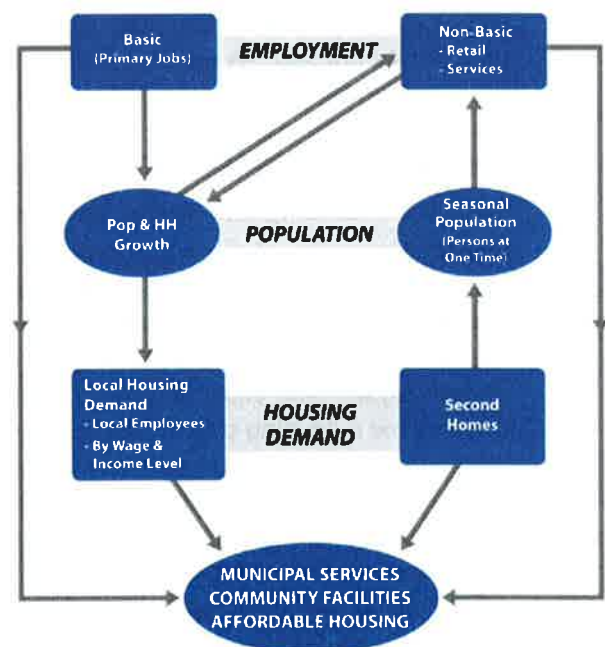 Basic
(Primary Jobs)
EMPLOYMENT
Non-Basic
- Retail
- Services
Pop & HH
Growth
POPULATION
Seasonal
Population
(Persons at
One Time)
Local Housing
Demand
- Local Employees
- By Wage &
Income Level
HOUSING
DEMAND
Second
Homes
MUNICIPAL SERVICES
COMMUNITY FACILITIES
AFFORDABLE HOUSING